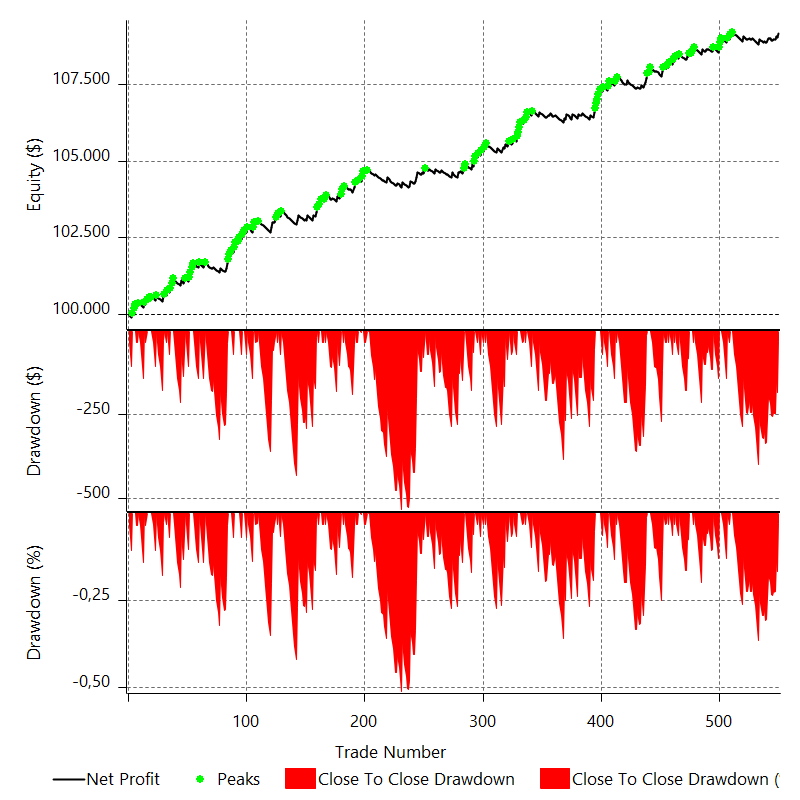 107.500
105.000
102.500
100.000
Equity ($)
-250
-500
Drawdown ($)
-0,25
-0,50
Drawdown (%)
100 200 300 400 500
Trade Number
Net Profit Peaks Close To Close Drawdown Close To Close Drawdown (